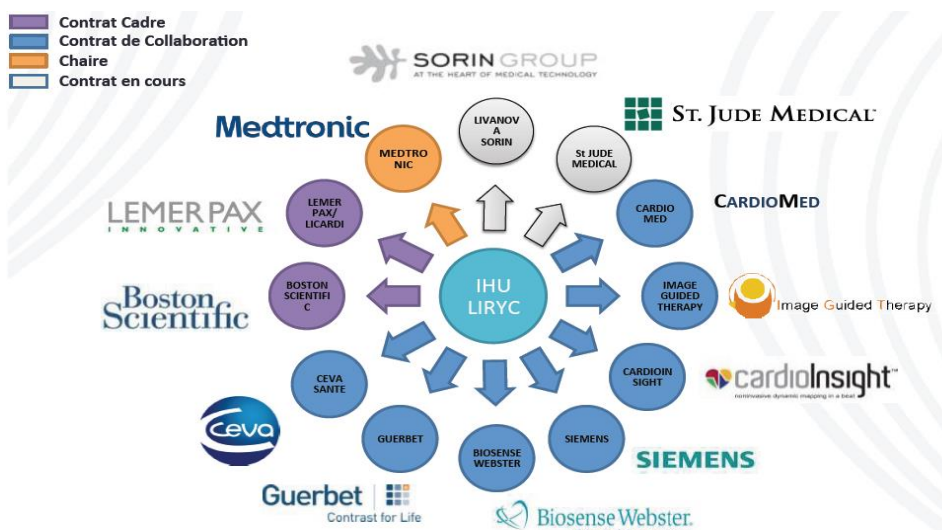 Contrat Cadre
Contrat de Collaboration
Chaire
Contrat en cours
SORIN GROUP
AT THE HEART OF MEDICAL TECHNOLOGY
Medtronic
LIVANOV
A
SORIN
ST. JUDE MEDICAL™
MEDTRO
NIC
St JUDE
MEDICAL
LEMER PAX
INNOVATIVE
LEMER
PAX/
LICARDI
CARDIO
MED
CARDIOMED
Boston
Scientific
BOSTON
SCIENTIFI
C
IHU
LIRYC
IMAGE
GUIDED
THERAPY
Image Guided Therapy
CEVA
SANTE
CARDIOIN
SIGHT
cardioInsight™
noninvasive dynamic mapping in a beat
Ceva
GUERBET
BIOSENSE
WEBSTER
SIEMENS
SIEMENS
Guerbet
Contrast for Life
Biosense Webster.